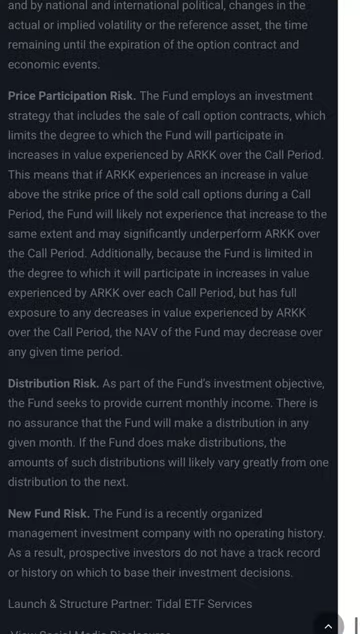 and by national and international political, changes in the
actual or implied volatility or the reference asset, the time
remaining until the expiration of the option contract and
economic events.
Price Participation Risk. The Fund employs an investment
strategy that includes the sale of call option contracts, which
limits the degree to which the Fund will participate in
increases in value experienced by ARKK over the Call Period.
This means that if ARKK experiences an increase in value
above the strike price of the sold call options during a Call
Period, the Fund will likely not experience that increase to the
same extent and may significantly underperform ARKK over
the Call Period. Additionally, because the Fund is limited in
the degree to which it will participate in increases in value
experienced by ARKK over each Call Period, but has full
exposure to any decreases in value experienced by ARKK
over the Call Period, the NAV of the Fund may decrease over
any given time period.
Distribution Risk. As part of the Fund's investment objective,
the Fund seeks to provide current monthly income. There is
no assurance that the Fund will make a distribution in any
given month. If the Fund does make distributions, the
amounts of such distributions will likely vary greatly from one
distribution to the next.
New Fund Risk. The Fund is a recently organized
management investment company with no operating history.
As a result, prospective investors do not have a track record
or history on which to base their investment decisions.
Launch & Structure Partner: Tidal ETF Services
View Social Media Disclosures